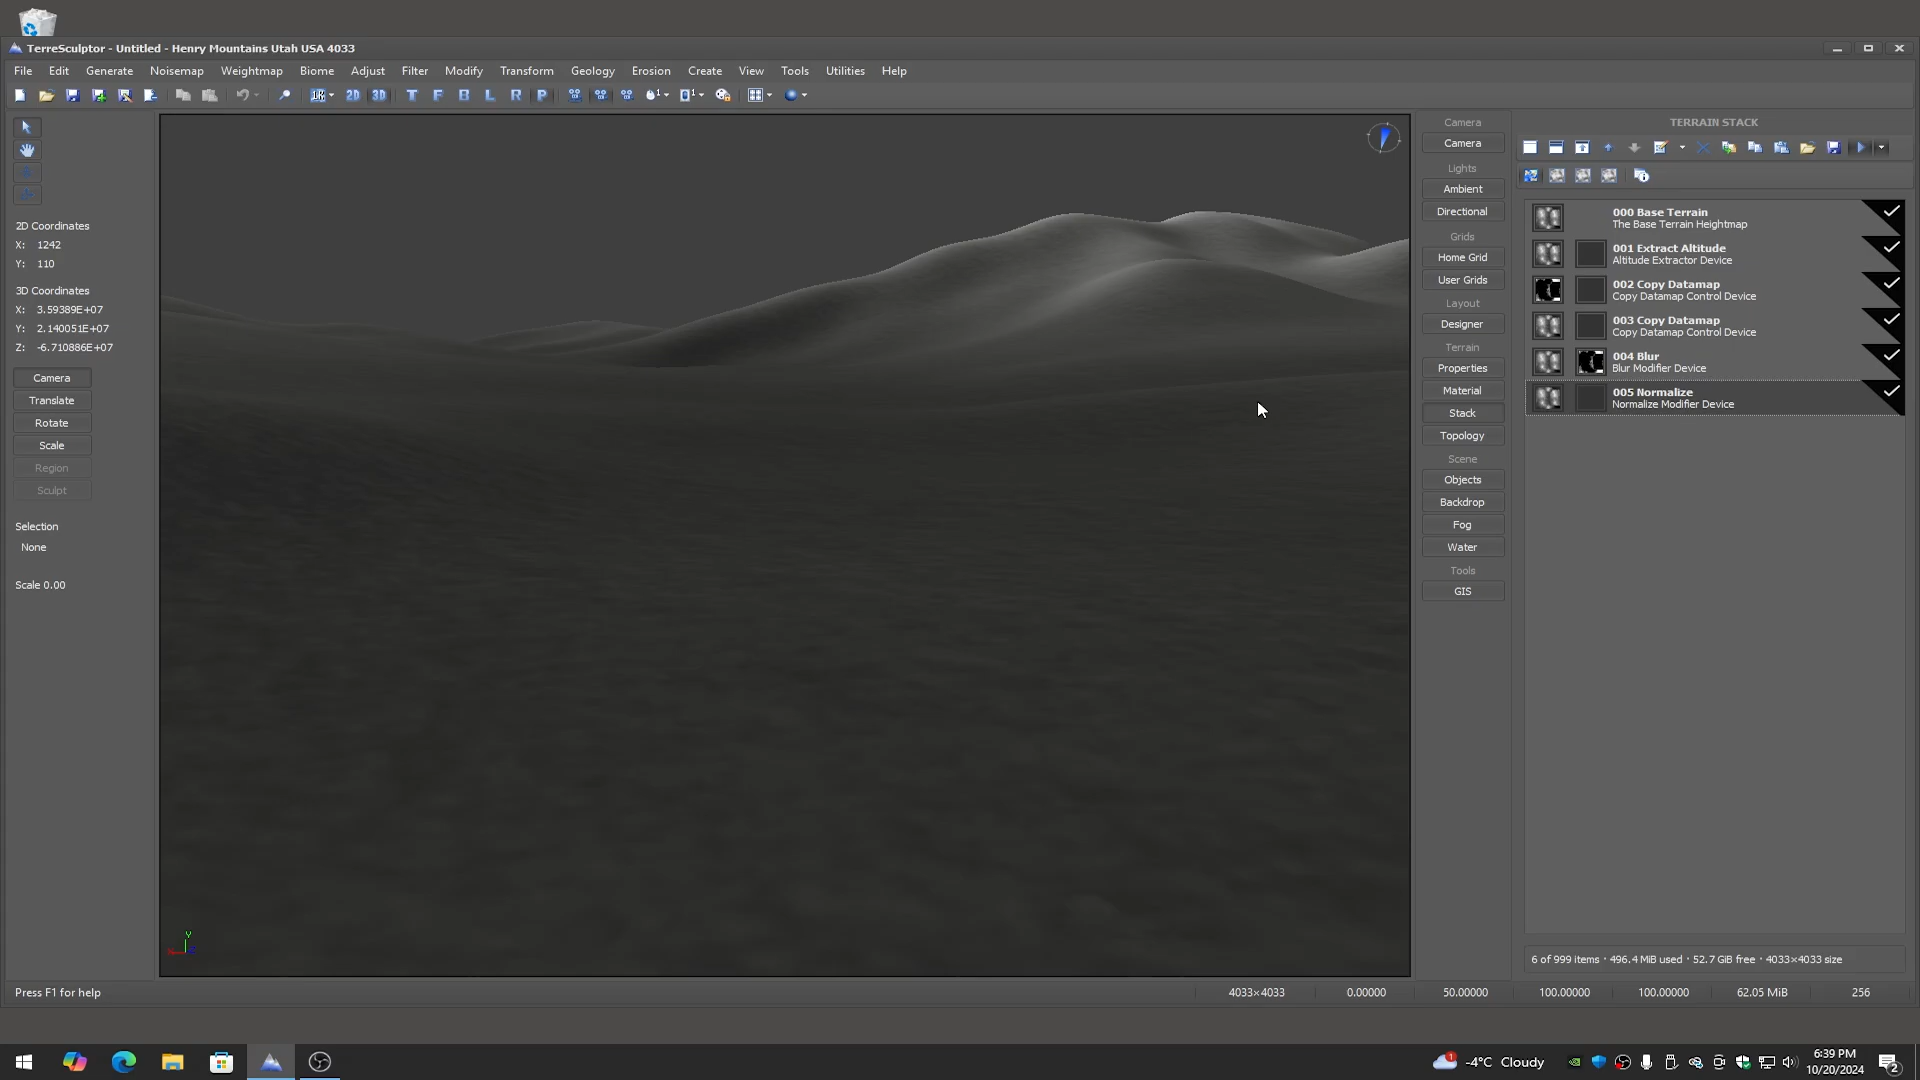 TerreSculptor - Untitled - Henry Mountains Utah USA 4033
File Edit Generate Noisemap Weightmap Biome Adjust Filter Modify Transform Geology Erosion Create View Tools Utilities Help
2D 3D T F B L R P
2D Coordinates
X: 1242
Y: 110
3D Coordinates
X: 3.59389E+07
Y: 2.140051E+07
Z: -6.710886E+07
Camera
Translate
Rotate
Scale
Region
Sculpt
Selection
None
Scale 0.00
Y
Camera
Camera
Lights
Ambient
Directional
Grids
Home Grid
User Grids
Layout
Designer
Terrain
Properties
Material
Stack
Topology
Scene
Objects
Backdrop
Fog
Water
Tools
GIS
TERRAIN STACK
000 Base Terrain
The Base Terrain Heightmap
001 Extract Altitude
Altitude Extractor Device
002 Copy Datamap
Copy Datamap Control Device
003 Copy Datamap
Copy Datamap Control Device
004 Blur
Blur Modifier Device
005 Normalize
Normalize Modifier Device
6 of 999 items · 496.4 MiB used · 52.7 GiB free · 4033×4033 size
Press F1 for help
4033×4033 0.00000 50.00000 100.00000 100.00000 62.05 MiB 256
1 -4°C Cloudy
6:39 PM
10/20/2024
2